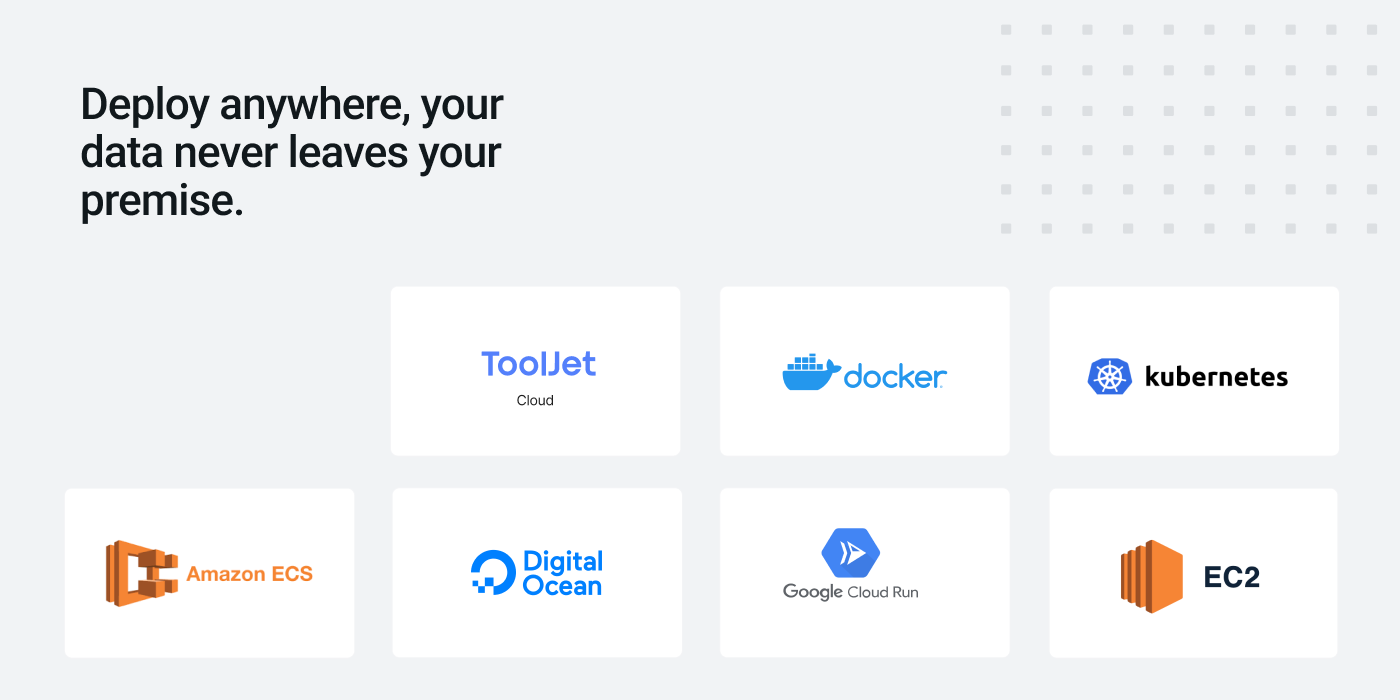 Deploy anywhere, your
data never leaves your
premise.
ToolJet
Cloud
docker
kubernetes
Amazon ECS
Digital
Ocean
Google Cloud Run
EC2